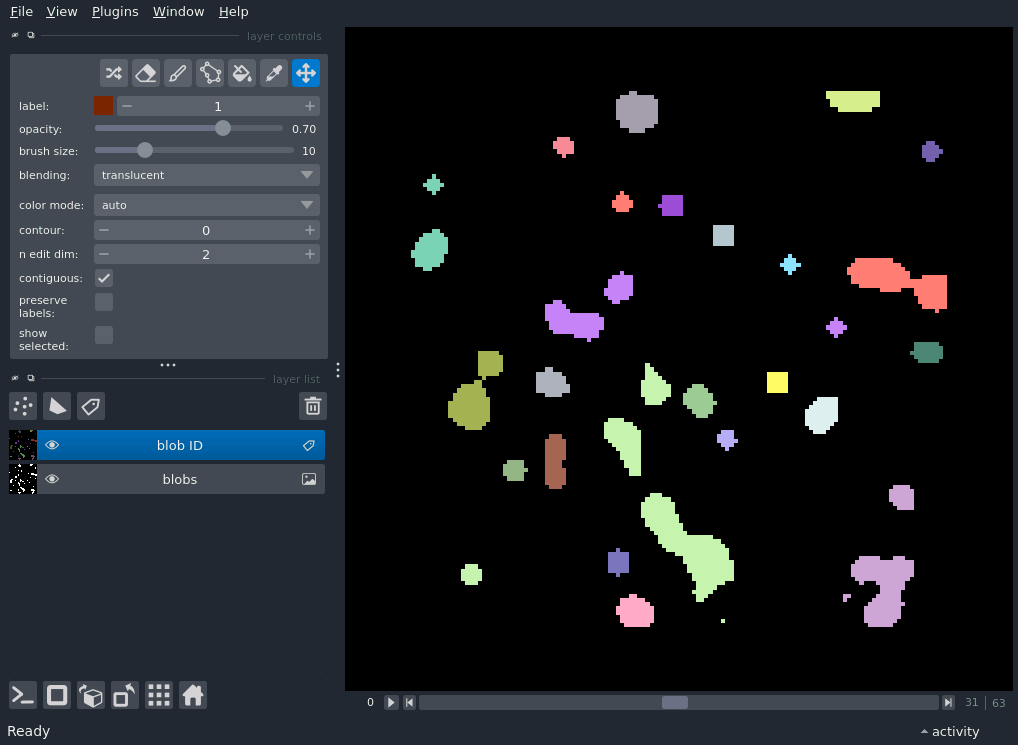 File View Plugins Window Help
layer controls
label: 1
opacity: 0.70
brush size: 10
blending: translucent
color mode: auto
contour: 0
n edit dim: 2
contiguous:
preserve
labels:
show
selected:
layer list
blob ID
blobs
0 31 | 63
Ready activity